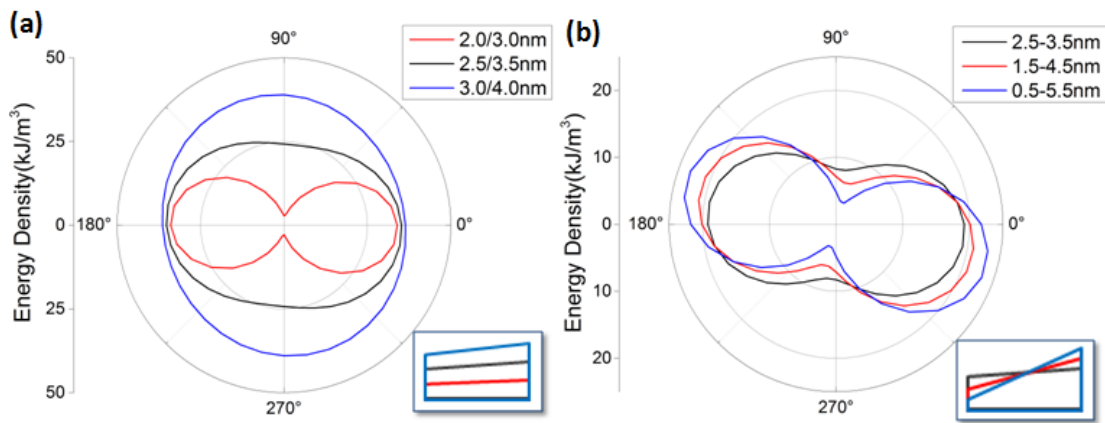 (a)
90°
2.0/3.0nm
2.5/3.5nm
3.0/4.0nm
50
25
0
25
50
180°
0°
270°
Energy Density(kJ/m³)
(b)
90°
2.5-3.5nm
1.5-4.5nm
0.5-5.5nm
20
10
0
10
20
180°
0°
270°
Energy Density(kJ/m³)